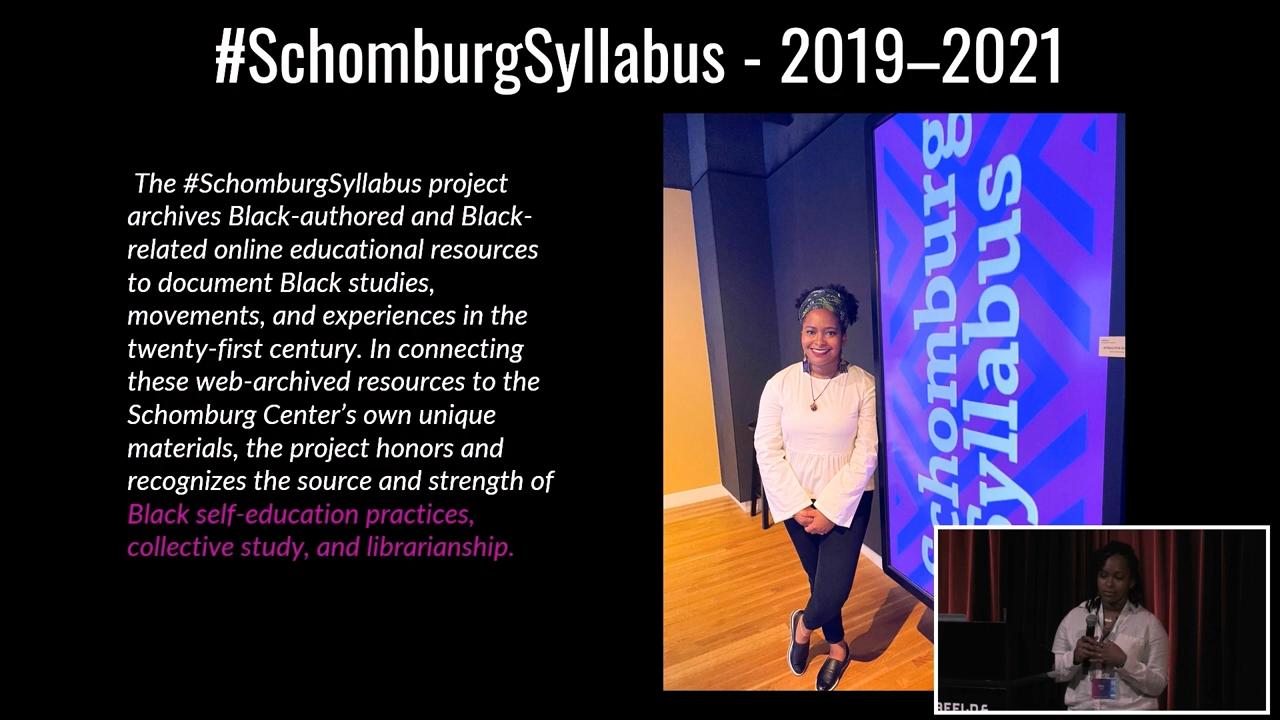 #SchomburgSyllabus - 2019–2021
The #SchomburgSyllabus project
archives Black-authored and Black-
related online educational resources
to document Black studies,
movements, and experiences in the
twenty-first century. In connecting
these web-archived resources to the
Schomburg Center’s own unique
materials, the project honors and
recognizes the source and strength of
Black self-education practices,
collective study, and librarianship.
Schomburg
Syllabus